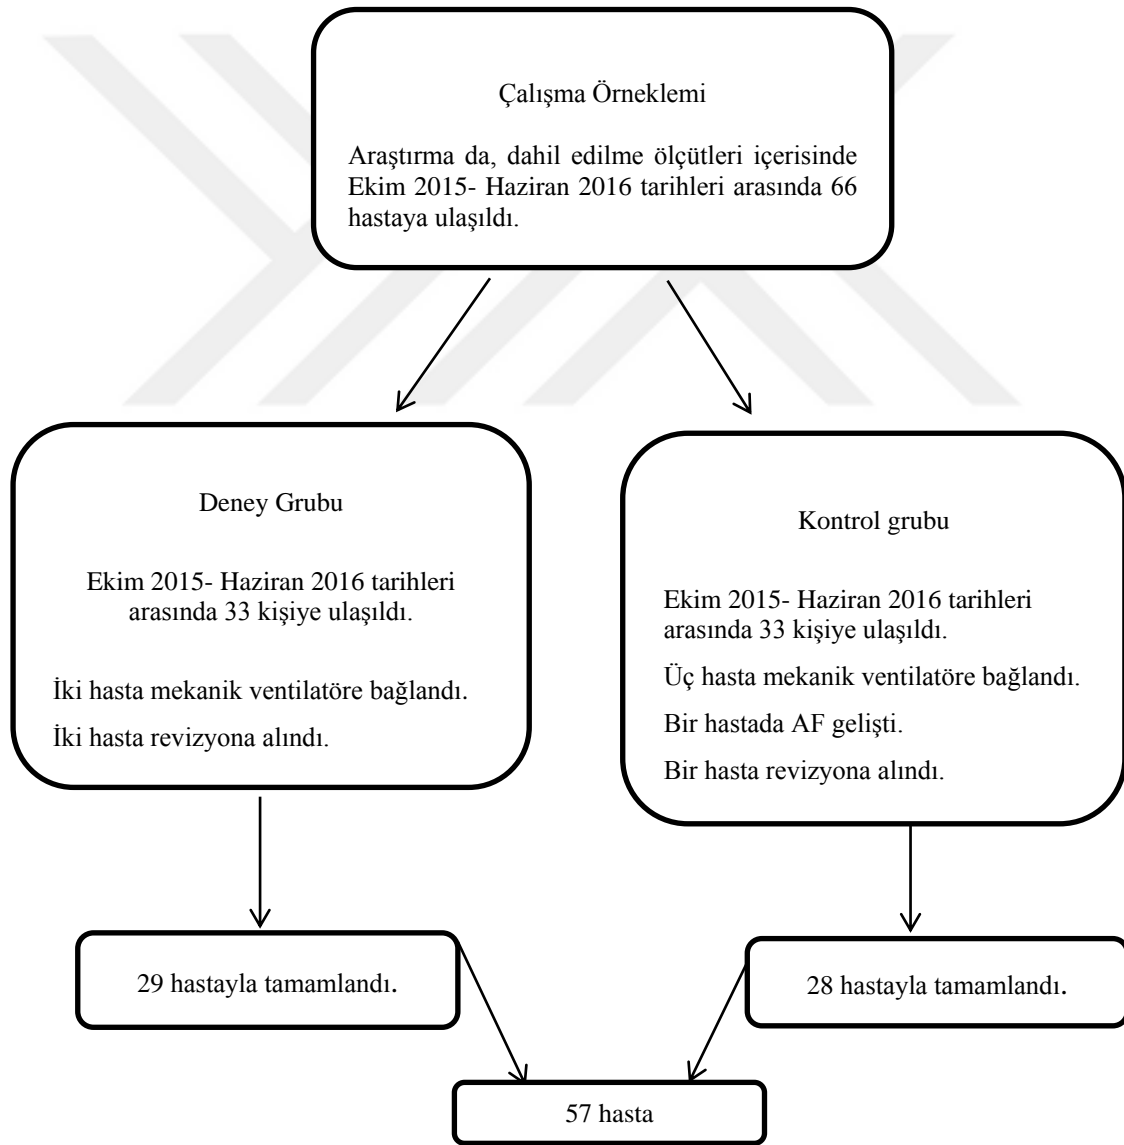 Çalışma Örneklemi
Araştırma da, dahil edilme ölçütleri içerisinde
Ekim 2015- Haziran 2016 tarihleri arasında 66
hastaya ulaşıldı.
Deney Grubu
Ekim 2015- Haziran 2016 tarihleri
arasında 33 kişiye ulaşıldı.
İki hasta mekanik ventilatöre bağlandı.
İki hasta revizyona alındı.
Kontrol grubu
Ekim 2015- Haziran 2016 tarihleri
arasında 33 kişiye ulaşıldı.
Üç hasta mekanik ventilatöre bağlandı.
Bir hastada AF gelişti.
Bir hasta revizyona alındı.
29 hastayla tamamlandı.
28 hastayla tamamlandı.
57 hasta